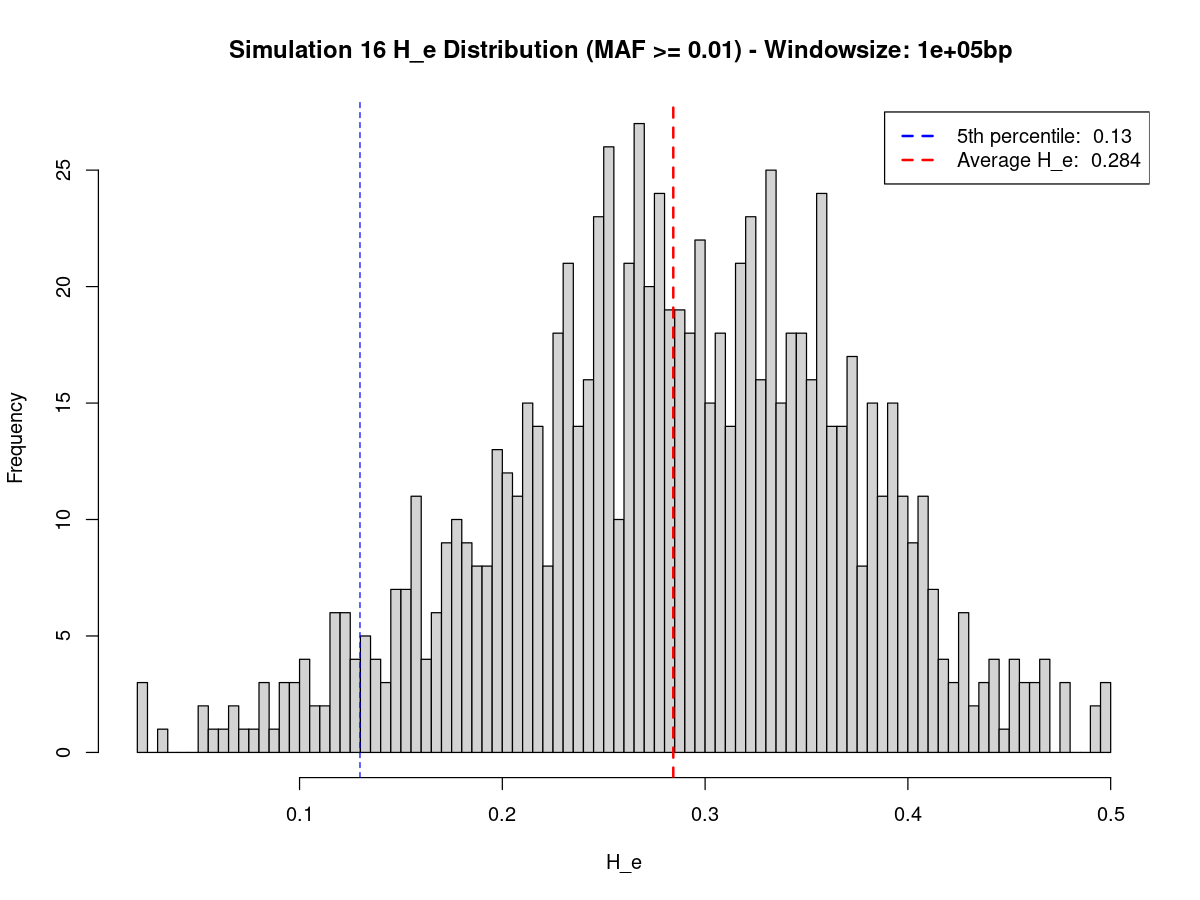 Simulation 16 H_e Distribution (MAF >= 0.01) - Windowsize: 1e+05bp
5th percentile:  0.13
Average H_e:  0.284
Frequency
25
20
15
10
5
0
0.1
0.2
0.3
0.4
0.5
H_e